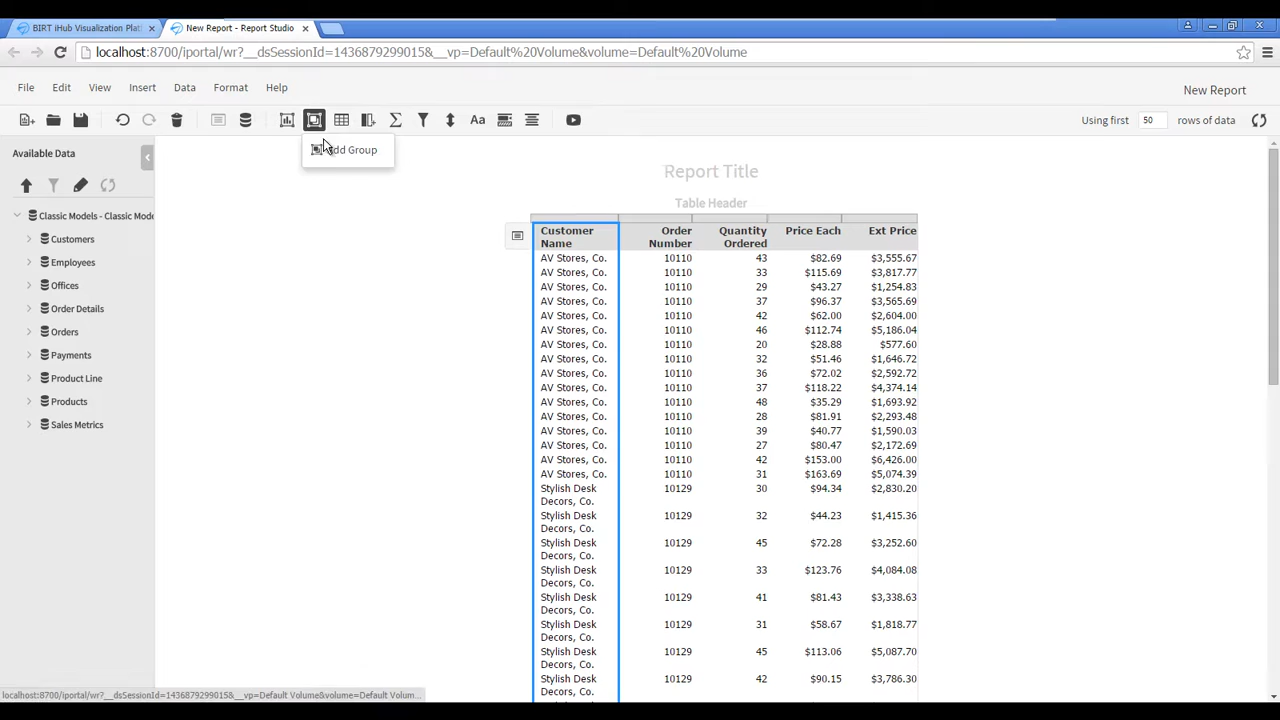 BIRT iHub Visualization Plat
New Report - Report Studio
localhost:8700/iportal/wr?__dsSessionId=1436879299015&__vp=Default%20Volume&volume=Default%20Volume
File Edit View Insert Data Format Help
New Report
Aa
Using first 50 rows of data
Available Data
Add Group
Classic Models - Classic Mode
Customers
Employees
Offices
Order Details
Orders
Payments
Product Line
Products
Sales Metrics
Report Title
Table Header
Customer Name Order Number Quantity Ordered Price Each Ext Price
AV Stores, Co. 10110 43 $82.69 $3,555.67
AV Stores, Co. 10110 33 $115.69 $3,817.77
AV Stores, Co. 10110 29 $43.27 $1,254.83
AV Stores, Co. 10110 37 $96.37 $3,565.69
AV Stores, Co. 10110 42 $62.00 $2,604.00
AV Stores, Co. 10110 46 $112.74 $5,186.04
AV Stores, Co. 10110 20 $28.88 $577.60
AV Stores, Co. 10110 32 $51.46 $1,646.72
AV Stores, Co. 10110 36 $72.02 $2,592.72
AV Stores, Co. 10110 37 $118.22 $4,374.14
AV Stores, Co. 10110 48 $35.29 $1,693.92
AV Stores, Co. 10110 28 $81.91 $2,293.48
AV Stores, Co. 10110 39 $40.77 $1,590.03
AV Stores, Co. 10110 27 $80.47 $2,172.69
AV Stores, Co. 10110 42 $153.00 $6,426.00
AV Stores, Co. 10110 31 $163.69 $5,074.39
Stylish Desk Decors, Co. 10129 30 $94.34 $2,830.20
Stylish Desk Decors, Co. 10129 32 $44.23 $1,415.36
Stylish Desk Decors, Co. 10129 45 $72.28 $3,252.60
Stylish Desk Decors, Co. 10129 33 $123.76 $4,084.08
Stylish Desk Decors, Co. 10129 41 $81.43 $3,338.63
Stylish Desk Decors, Co. 10129 31 $58.67 $1,818.77
Stylish Desk Decors, Co. 10129 45 $113.06 $5,087.70
Stylish Desk Decors, Co. 10129 42 $90.15 $3,786.30
localhost:8700/iportal/wr?__dsSessionId=1436879299015&__vp=Default Volume&volume=Default Volum...